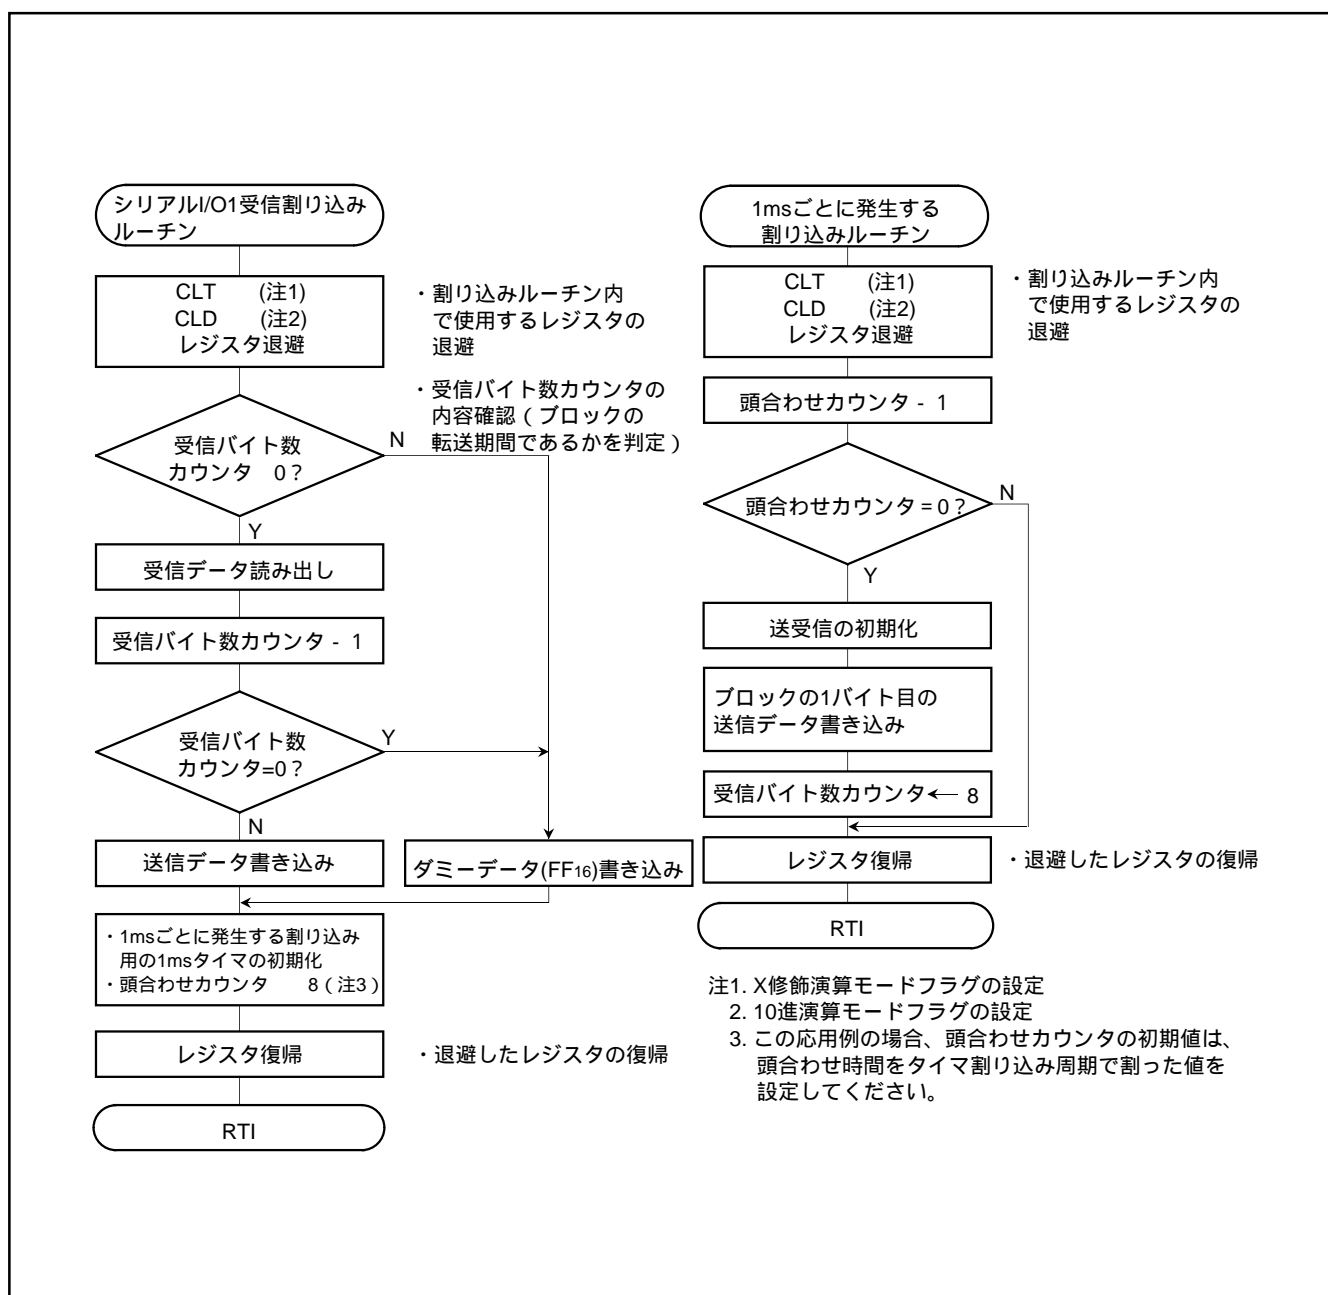 シリアルI/O1受信割り込み
ルーチン
CLT (注1)
CLD (注2)
レジスタ退避
・割り込みルーチン内
で使用するレジスタの
退避
・受信バイト数カウンタの
内容確認（ブロックの
転送期間であるかを判定）
受信バイト数
カウンタ 0？
N
Y
受信データ読み出し
受信バイト数カウンタ - 1
受信バイト数
カウンタ=0？
Y
N
送信データ書き込み
ダミーデータ(FF16)書き込み
・1msごとに発生する割り込み
用の1msタイマの初期化
・頭合わせカウンタ 8（注3）
レジスタ復帰
・退避したレジスタの復帰
RTI
1msごとに発生する
割り込みルーチン
CLT (注1)
CLD (注2)
レジスタ退避
・割り込みルーチン内
で使用するレジスタの
退避
頭合わせカウンタ - 1
頭合わせカウンタ = 0？
N
Y
送受信の初期化
ブロックの1バイト目の
送信データ書き込み
受信バイト数カウンタ ← 8
レジスタ復帰
・退避したレジスタの復帰
RTI
注1. X修飾演算モードフラグの設定
2. 10進演算モードフラグの設定
3. この応用例の場合、頭合わせカウンタの初期値は、
頭合わせ時間をタイマ割り込み周期で割った値を
設定してください。